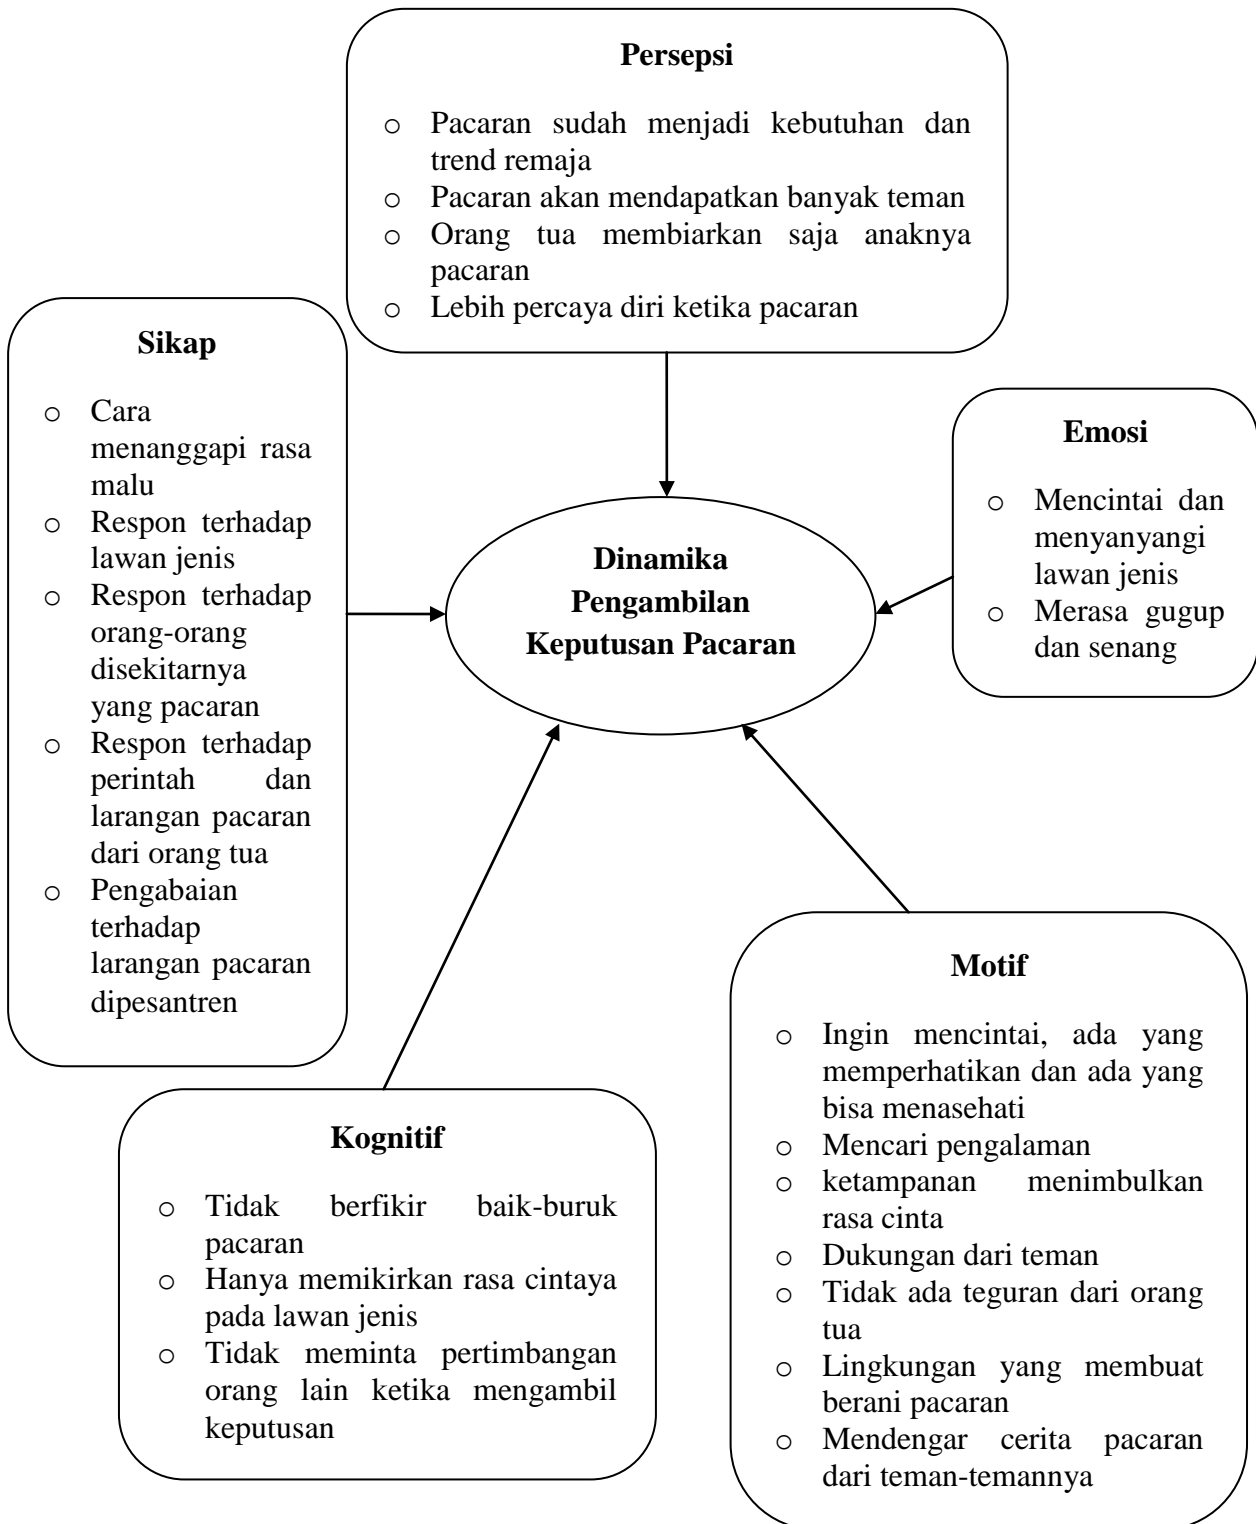 Persepsi
o Pacaran sudah menjadi kebutuhan dan
trend remaja
o Pacaran akan mendapatkan banyak teman
o Orang tua membiarkan saja anaknya
pacaran
o Lebih percaya diri ketika pacaran
Sikap
o Cara
menanggapi rasa
malu
o Respon terhadap
lawan jenis
o Respon terhadap
orang-orang
disekitarnya
yang pacaran
o Respon terhadap
perintah dan
larangan pacaran
dari orang tua
o Pengabaian
terhadap
larangan pacaran
dipesantren
Emosi
o Mencintai dan
menyanyangi
lawan jenis
o Merasa gugup
dan senang
Dinamika
Pengambilan
Keputusan Pacaran
Kognitif
o Tidak berfikir baik-buruk
pacaran
o Hanya memikirkan rasa cintaya
pada lawan jenis
o Tidak meminta pertimbangan
orang lain ketika mengambil
keputusan
Motif
o Ingin mencintai, ada yang
memperhatikan dan ada yang
bisa menasehati
o Mencari pengalaman
o ketampanan menimbulkan
rasa cinta
o Dukungan dari teman
o Tidak ada teguran dari orang
tua
o Lingkungan yang membuat
berani pacaran
o Mendengar cerita pacaran
dari teman-temannya